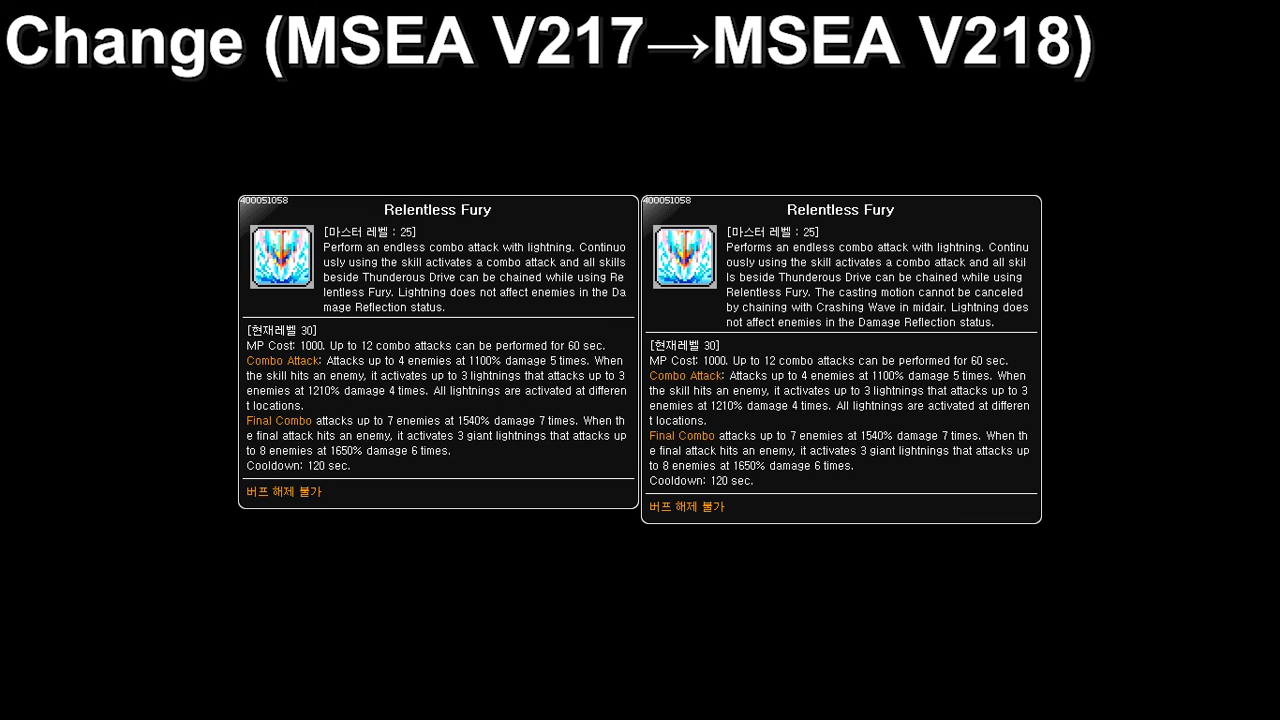 Change (MSEA V217→MSEA V218)
400051058
Relentless Fury
[마스터 레벨 : 25]
Perform an endless combo attack with lightning. Continuo
usly using the skill activates a combo attack and all skills
beside Thunderous Drive can be chained while using Re
lentless Fury. Lightning does not affect enemies in the Da
mage Reflection status.
[현재레벨 30]
MP Cost: 1000. Up to 12 combo attacks can be performed for 60 sec.
Combo Attack: Attacks up to 4 enemies at 1100% damage 5 times. When
the skill hits an enemy, it activates up to 3 lightnings that attacks up to 3
enemies at 1210% damage 4 times. All lightnings are activated at differen
t locations.
Final Combo attacks up to 7 enemies at 1540% damage 7 times. When th
e final attack hits an enemy, it activates 3 giant lightnings that attacks up
to 8 enemies at 1650% damage 6 times.
Cooldown: 120 sec.
버프 해제 불가
400051058
Relentless Fury
[마스터 레벨 : 25]
Performs an endless combo attack with lightning. Continu
ously using the skill activates a combo attack and all skil
ls beside Thunderous Drive can be chained while using
Relentless Fury. The casting motion cannot be canceled
by chaining with Crashing Wave in midair. Lightning does
not affect enemies in the Damage Reflection status.
[현재레벨 30]
MP Cost: 1000. Up to 12 combo attacks can be performed for 60 sec.
Combo Attack: Attacks up to 4 enemies at 1100% damage 5 times. When
the skill hits an enemy, it activates up to 3 lightnings that attacks up to 3
enemies at 1210% damage 4 times. All lightnings are activated at differen
t locations.
Final Combo attacks up to 7 enemies at 1540% damage 7 times. When th
e final attack hits an enemy, it activates 3 giant lightnings that attacks up
to 8 enemies at 1650% damage 6 times.
Cooldown: 120 sec.
버프 해제 불가